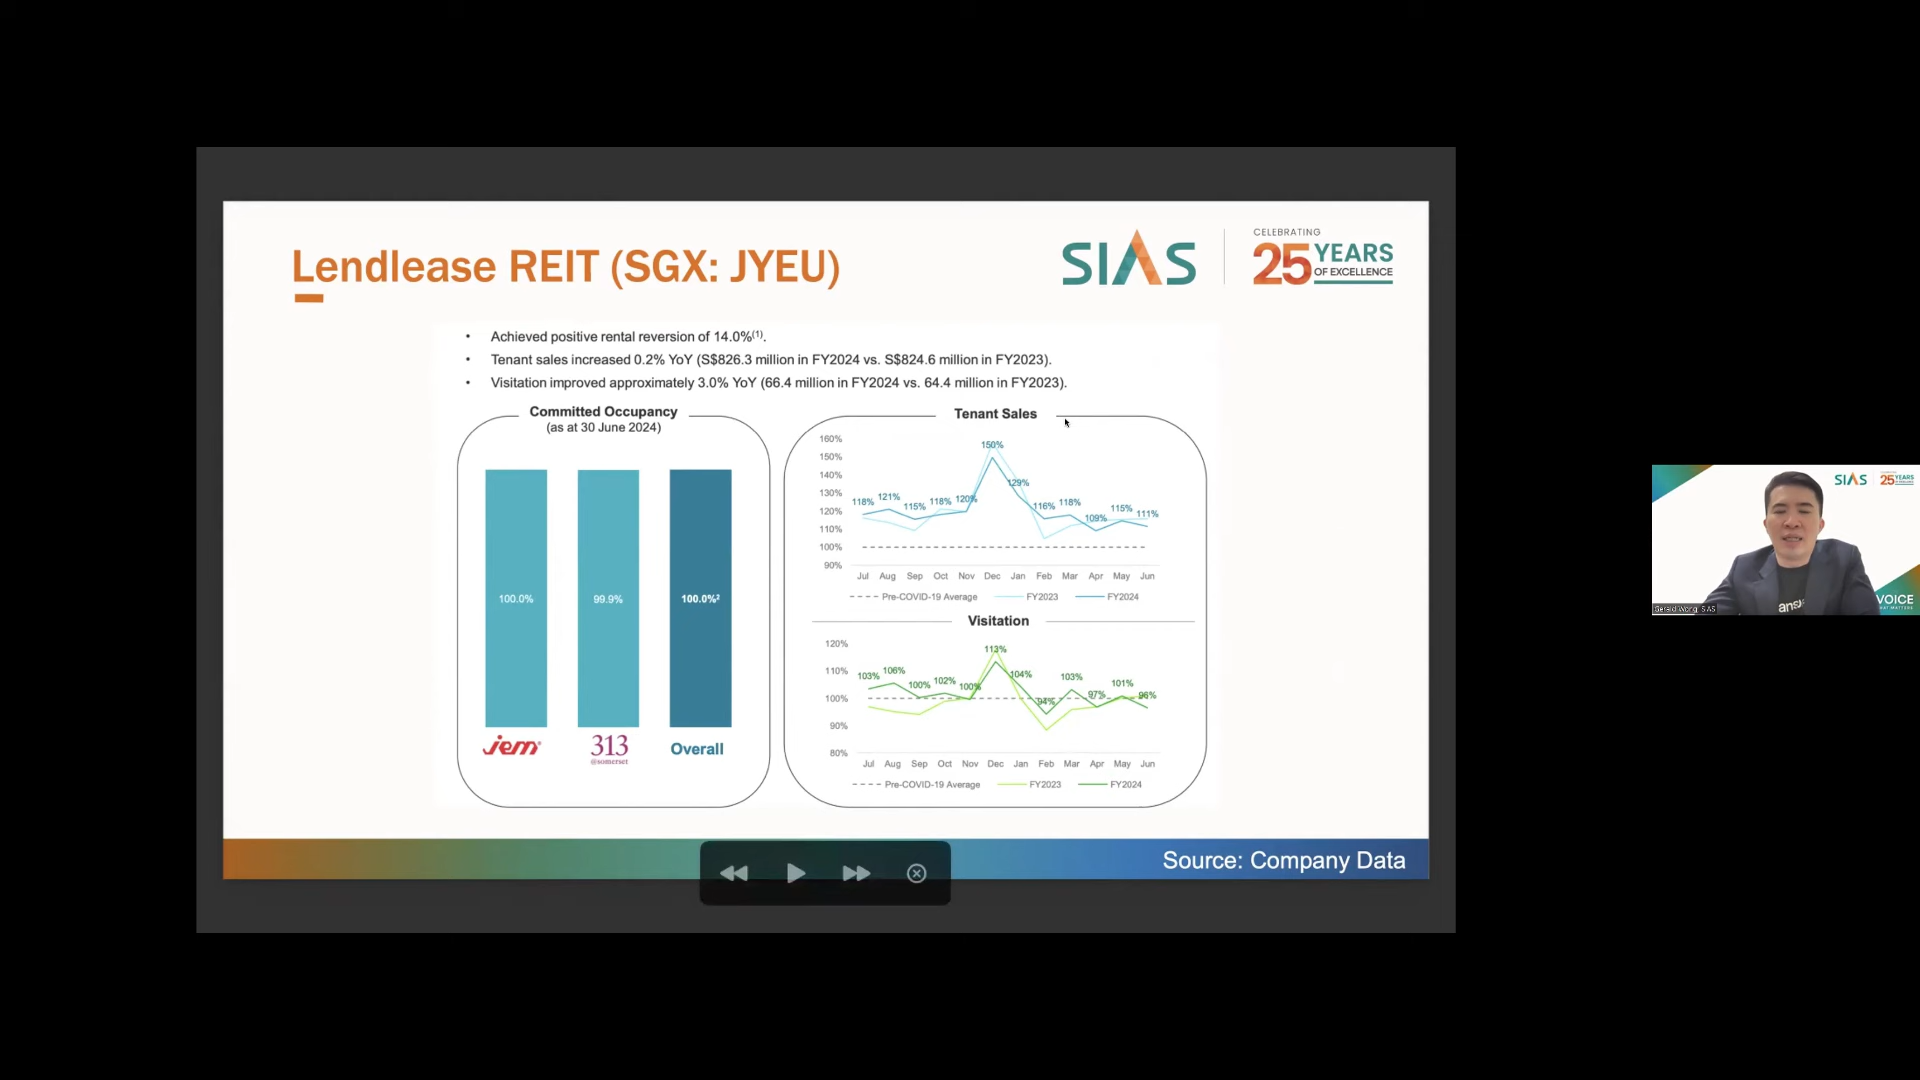 Lendlease REIT (SGX: JYEU)
SIAS
CELEBRATING
25 YEARS
OF EXCELLENCE
• Achieved positive rental reversion of 14.0%(1).
• Tenant sales increased 0.2% YoY (S$826.3 million in FY2024 vs. S$824.6 million in FY2023).
• Visitation improved approximately 3.0% YoY (66.4 million in FY2024 vs. 64.4 million in FY2023).
Committed Occupancy
(as at 30 June 2024)
100.0% 99.9% 100.0%²
jem 313 Overall
@somerset
Tenant Sales
160%
150%
140%
130%
120%
110%
100%
90%
118% 121% 115% 118% 120% 150% 129% 116% 118% 109% 115% 111%
Jul Aug Sep Oct Nov Dec Jan Feb Mar Apr May Jun
Pre-COVID-19 Average FY2023 FY2024
Visitation
120%
110%
100%
90%
80%
103% 106% 100% 102% 100% 113% 104% 94% 103% 97% 101% 96%
Jul Aug Sep Oct Nov Dec Jan Feb Mar Apr May Jun
Pre-COVID-19 Average FY2023 FY2024
Source: Company Data
SIAS
25 YEARS
VOICE
Gerald Wong, SIAS